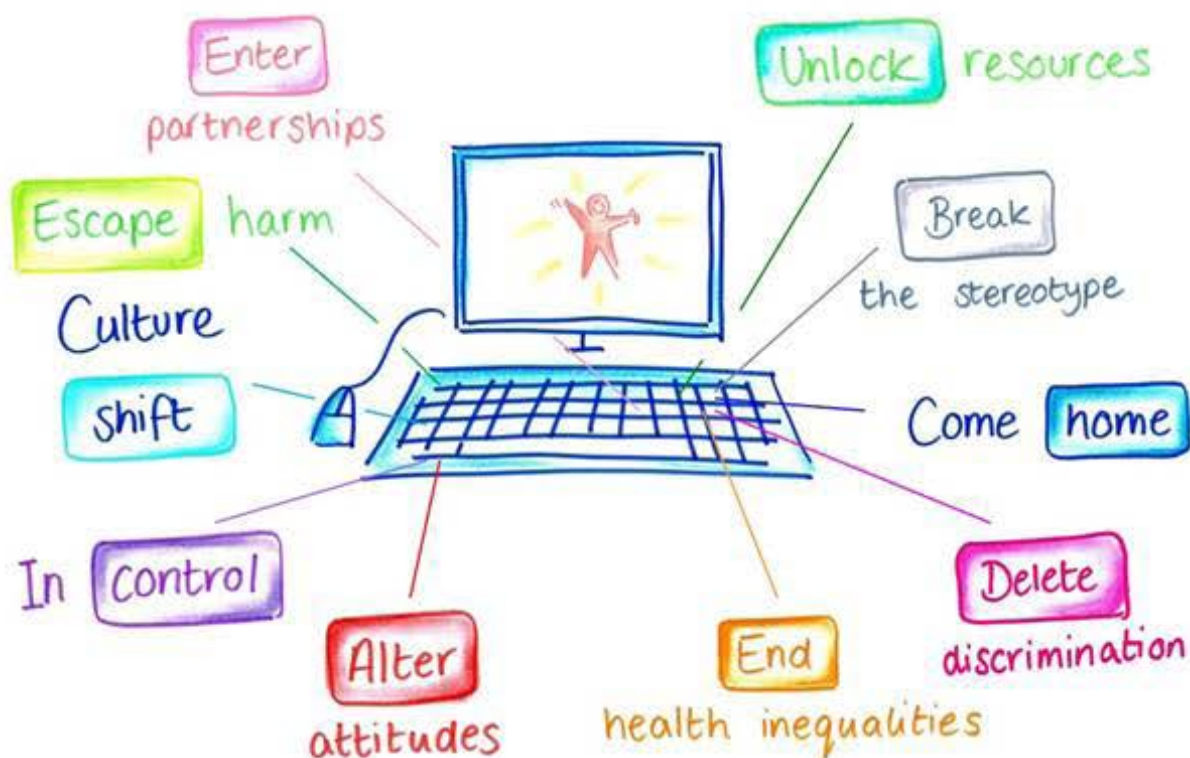 Enter
partnerships
Unlock resources
Escape harm
Break
the stereotype
Culture
shift
Come home
In control
Delete
discrimination
Alter
attitudes
End
health inequalities